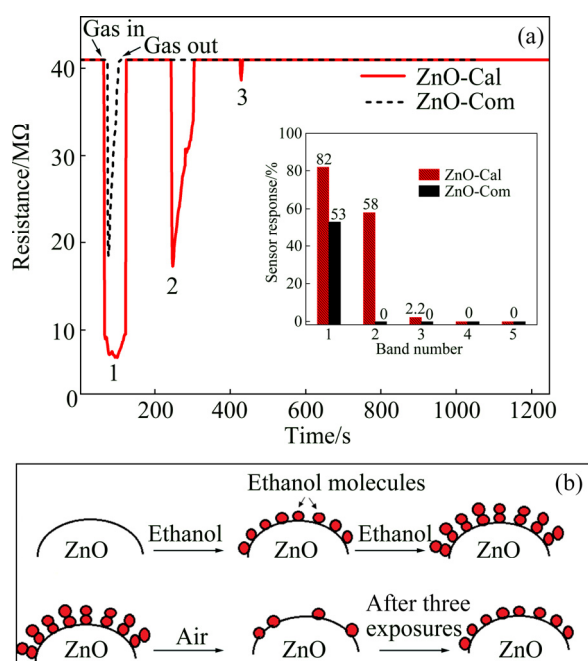 Gas in
(a)
Gas out
40
3
ZnO-Cal
ZnO-Com
Resistance/MΩ
30
20
10
0
2
1
100
80
60
40
20
0
Sensor response/%
82
53
58
0
2.2
0
0
0
ZnO-Cal
ZnO-Com
1 2 3 4 5
Band number
200 400 600 800 1000 1200
Time/s
(b)
Ethanol molecules
ZnO
Ethanol
ZnO
Ethanol
ZnO
ZnO
Air
ZnO
After three
exposures
ZnO